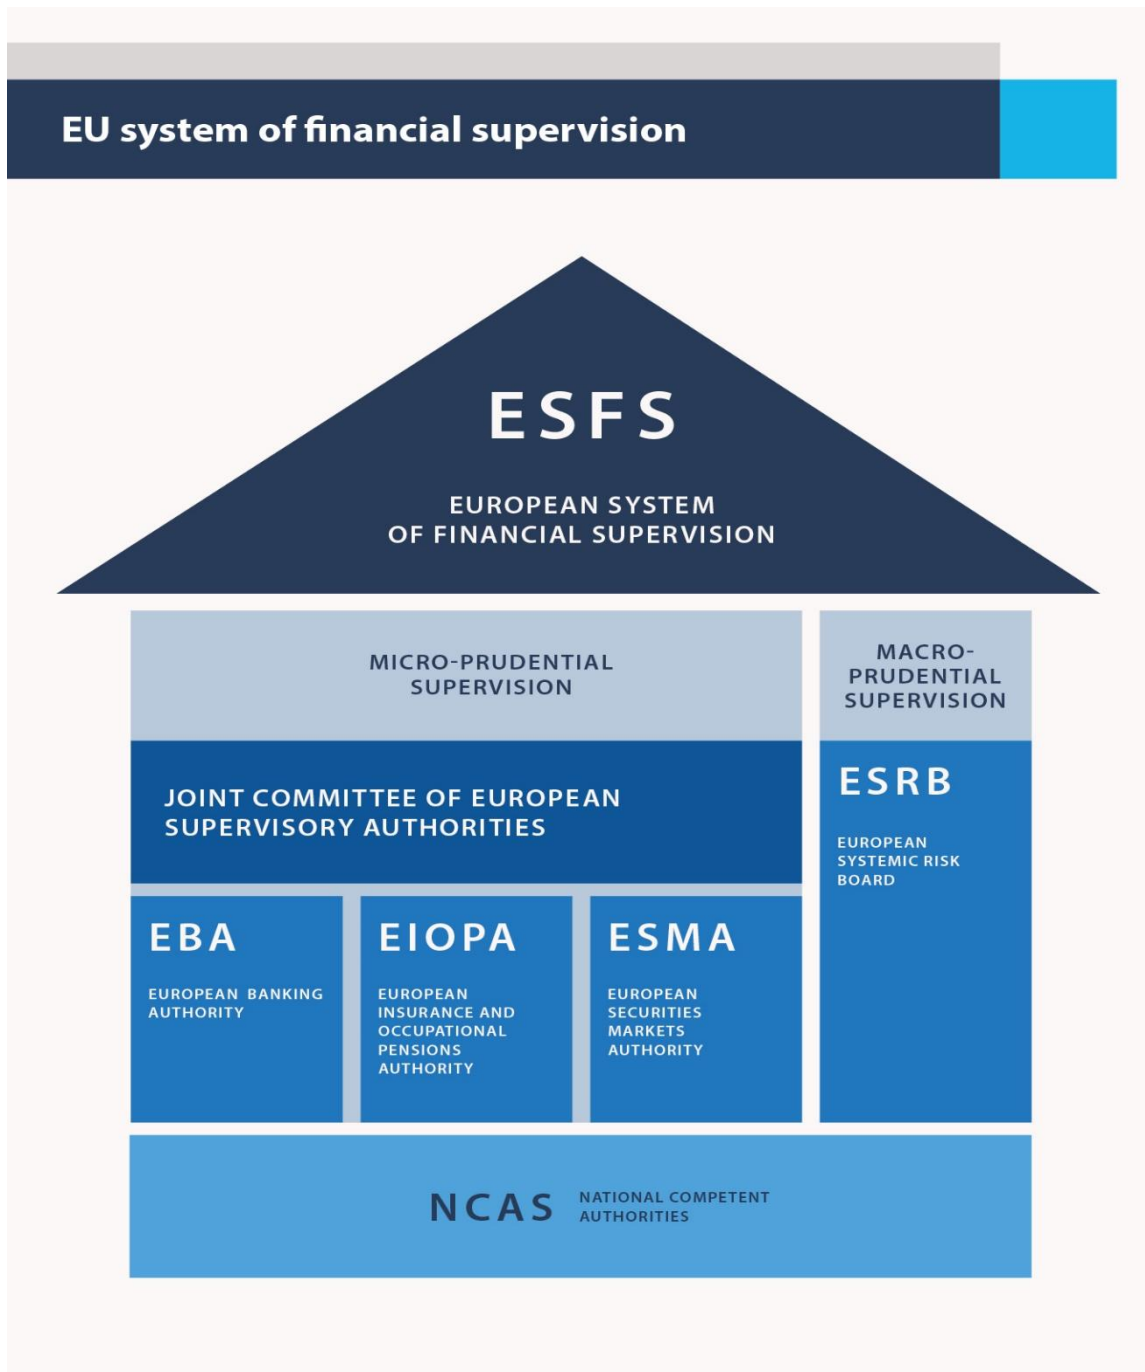 EU system of financial supervision
ESFS
EUROPEAN SYSTEM
OF FINANCIAL SUPERVISION
MICRO-PRUDENTIAL
SUPERVISION
MACRO-
PRUDENTIAL
SUPERVISION
JOINT COMMITTEE OF EUROPEAN
SUPERVISORY AUTHORITIES
ESRB
EUROPEAN
SYSTEMIC RISK
BOARD
EBA
EUROPEAN BANKING
AUTHORITY
EIOPA
EUROPEAN
INSURANCE AND
OCCUPATIONAL
PENSIONS
AUTHORITY
ESMA
EUROPEAN
SECURITIES
MARKETS
AUTHORITY
NCAS
NATIONAL COMPETENT
AUTHORITIES